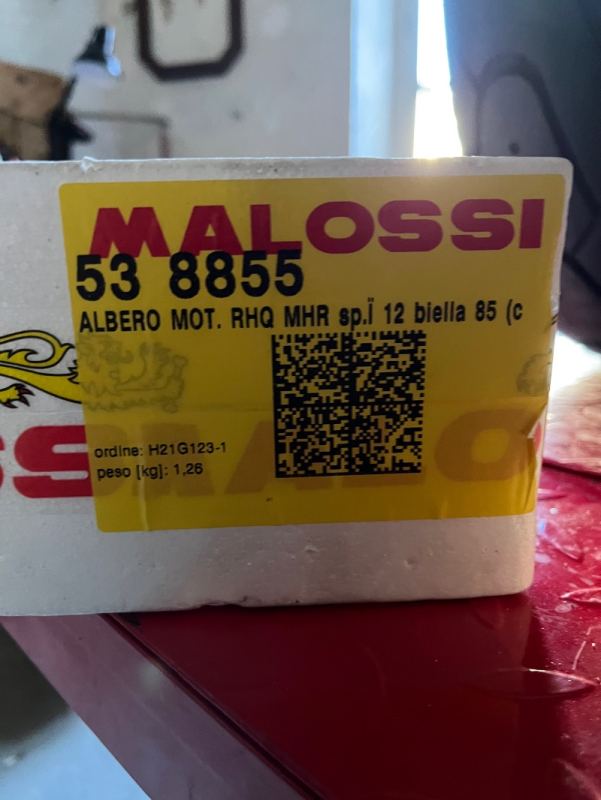 MALOSSI
53 8855
ALBERO MOT. RHQ MHR sp.Ï 12 biella 85 (c
ordine: H21G123-1
peso [kg]: 1,26